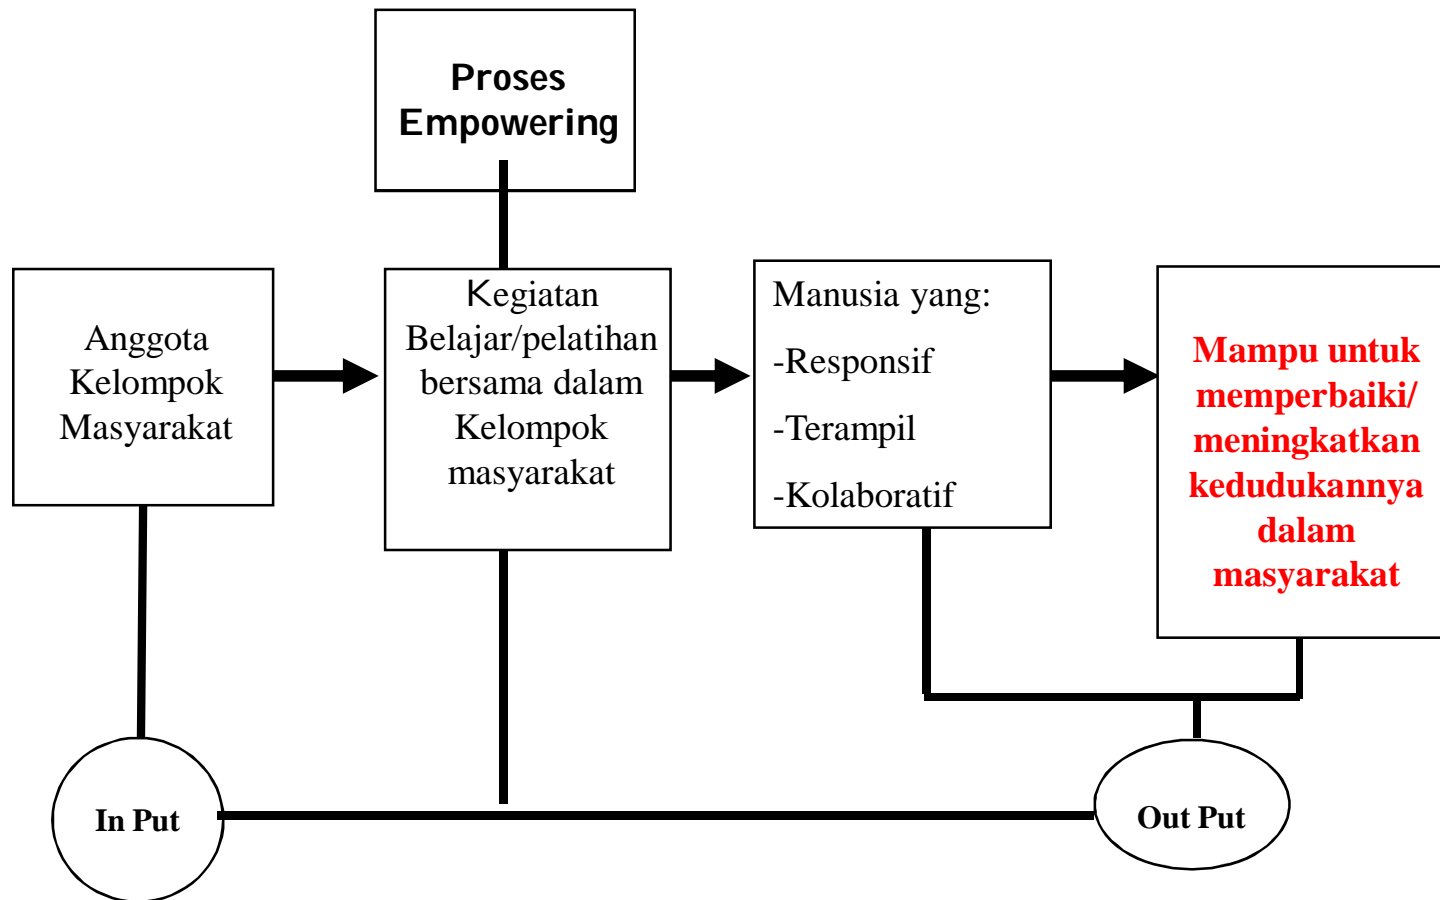 Proses
Empowering
Anggota
Kelompok
Masyarakat
Kegiatan
Belajar/pelatihan
bersama dalam
Kelompok
masyarakat
Manusia yang:
-Responsif
-Terampil
-Kolaboratif
Mampu untuk
memperbaiki/
meningkatkan
kedudukannya
dalam
masyarakat
In Put
Out Put